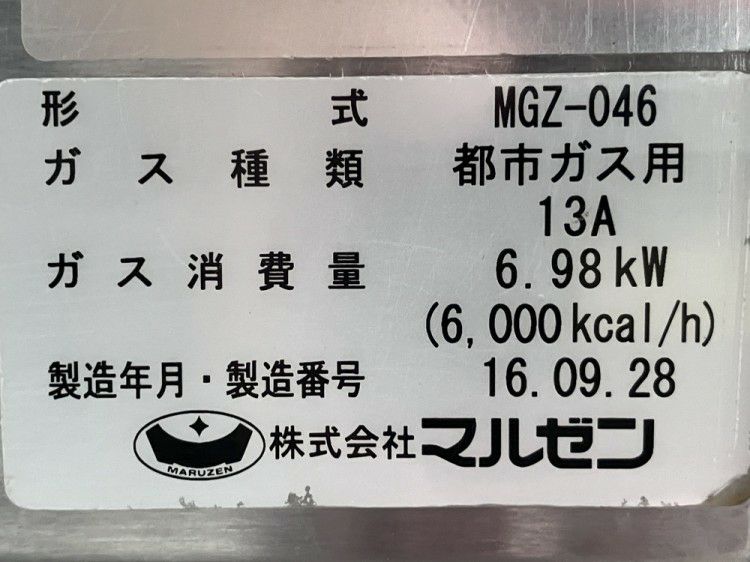 形式 MGZ-046
ガス種類 都市ガス用
13A
ガス消費量 6.98kW
(6,000kcal/h)
製造年月・製造番号 16.09.28
MARUZEN 株式会社マルゼン